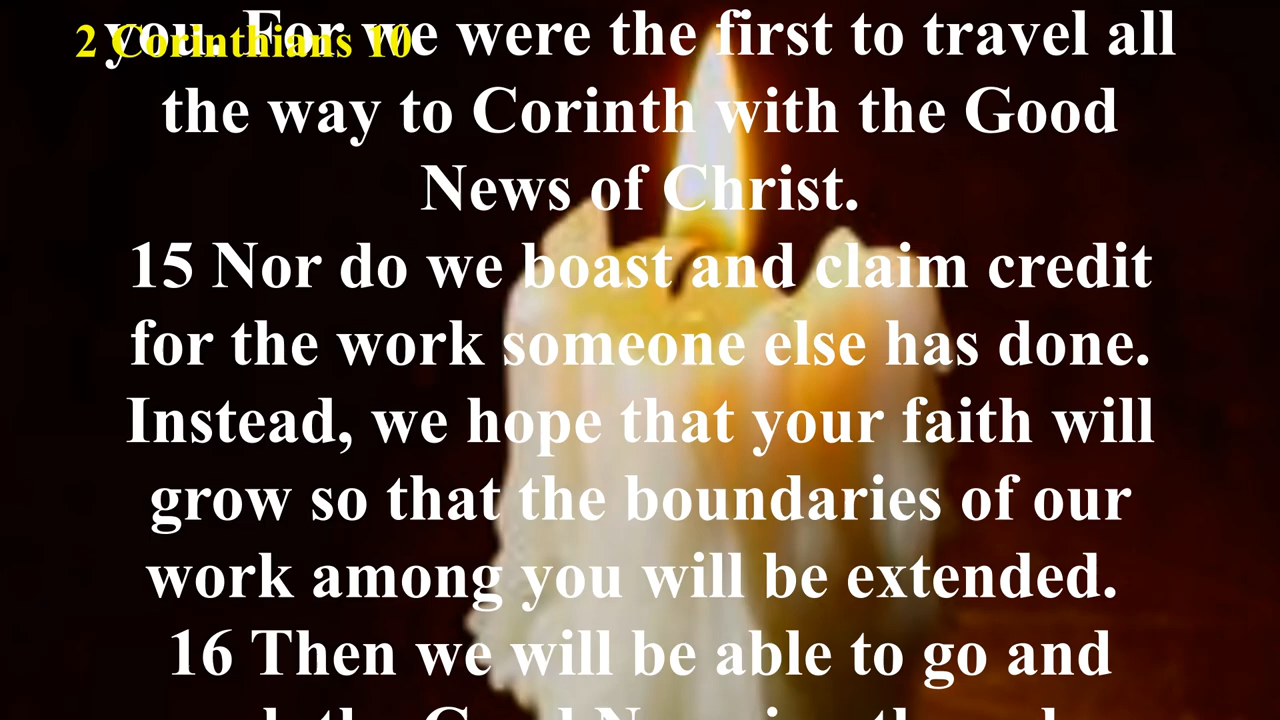 2 Corinthians 10
you. For we were the first to travel all
the way to Corinth with the Good
News of Christ.
15 Nor do we boast and claim credit
for the work someone else has done.
Instead, we hope that your faith will
grow so that the boundaries of our
work among you will be extended.
16 Then we will be able to go and
the Good